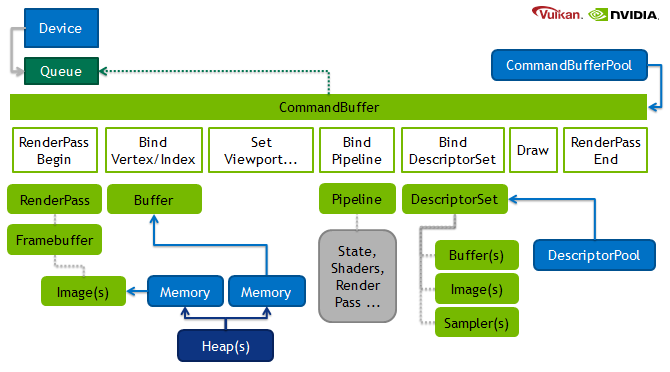 Vulkan. NVIDIA.
Device
Queue
CommandBufferPool
CommandBuffer
RenderPass
Begin
Bind
Vertex/Index
Set
Viewport...
Bind
Pipeline
Bind
DescriptorSet
Draw
RenderPass
End
RenderPass
Buffer
Pipeline
DescriptorSet
Framebuffer
State,
Shaders,
Render
Pass ...
Buffer(s)
DescriptorPool
Image(s)
Memory
Memory
Image(s)
Sampler(s)
Heap(s)